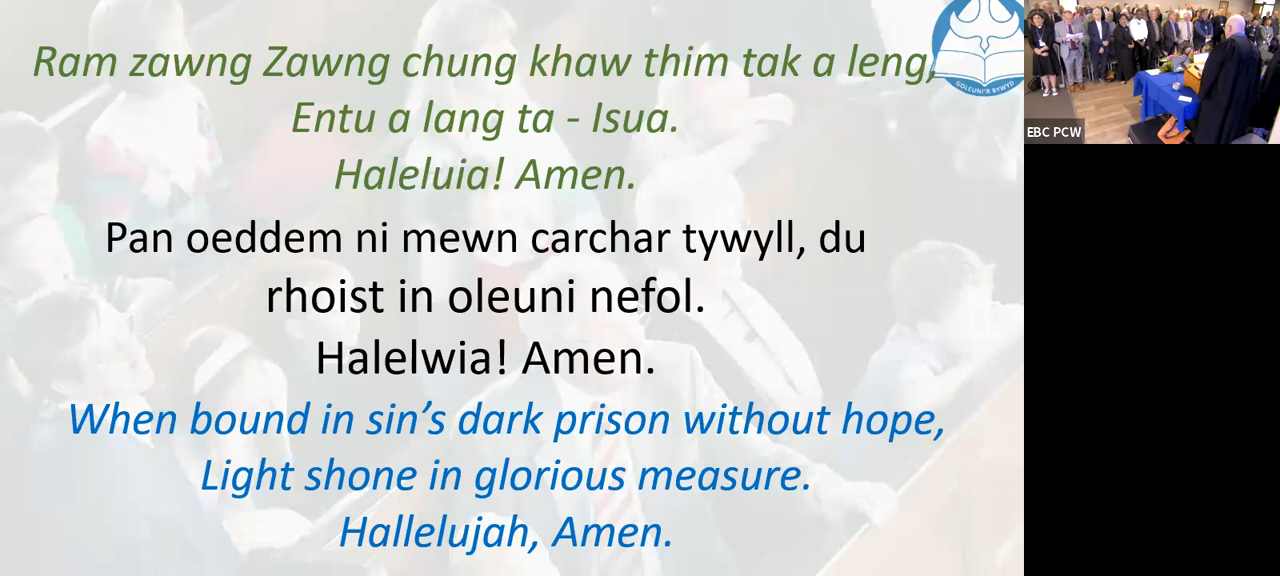 Ram zawng Zawng chung khaw thim tak a leng,
Entu a lang ta - Isua.
Haleluia! Amen.
Pan oeddem ni mewn carchar tywyll, du
rhoist in oleuni nefol.
Halelwia! Amen.
When bound in sin’s dark prison without hope,
Light shone in glorious measure.
Hallelujah, Amen.
GOLEUNI'R BYWYD
EBC PCW